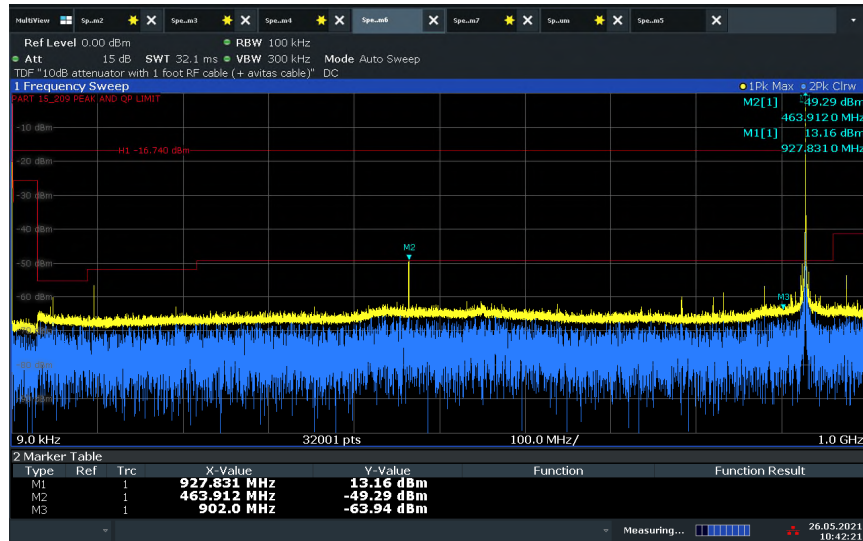 MultiView Sp..m2 Spe..m3 Spe..m4 Spe..m6 Spe..m7 Sp..um Spe..m5
Ref Level 0.00 dBm RBW 100 kHz
Att 15 dB SWT 32.1 ms VBW 300 kHz Mode Auto Sweep
TDF "10dB attenuator with 1 foot RF cable (+ avitas cable)" DC
1 Frequency Sweep 1Pk Max 2Pk Clrw
PART 15_209 PEAK AND QP LIMIT
M2[1] -49.29 dBm
463.912 0 MHz
M1[1] 13.16 dBm
927.831 0 MHz
-10 dBm
H1 -16.740 dBm
-20 dBm
-30 dBm
-40 dBm
M2
-50 dBm
-60 dBm
M3
9.0 kHz 32001 pts 100.0 MHz/ 1.0 GHz
2 Marker Table
Type Ref Trc X-Value Y-Value Function Function Result
M1 1 927.831 MHz 13.16 dBm
M2 1 463.912 MHz -49.29 dBm
M3 1 902.0 MHz -63.94 dBm
Measuring... 26.05.2021
10:42:21